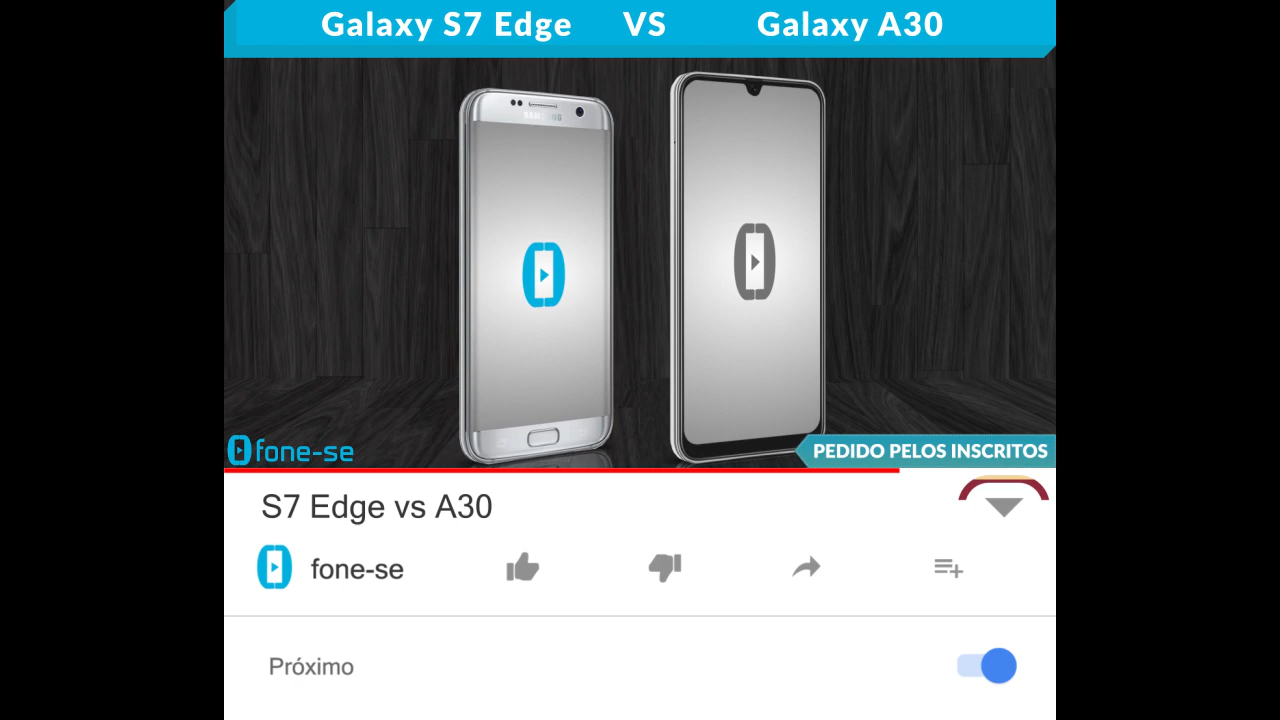 Galaxy S7 Edge VS Galaxy A30
SAMSUNG
fone-se
PEDIDO PELOS INSCRITOS
S7 Edge vs A30
fone-se
Próximo